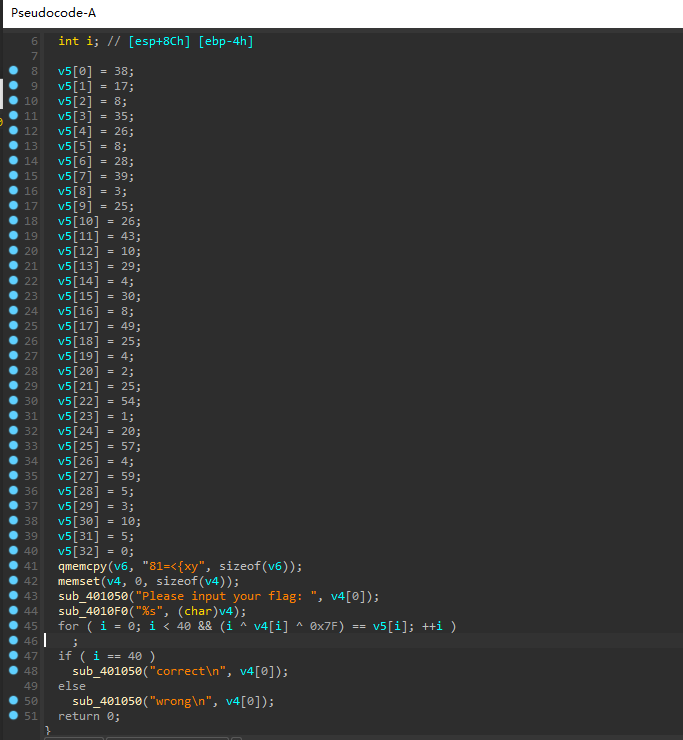 Pseudocode-A
6 int i; // [esp+8Ch] [ebp-4h]
7
8 v5[0] = 38;
9 v5[1] = 17;
10 v5[2] = 8;
11 v5[3] = 35;
12 v5[4] = 26;
13 v5[5] = 8;
14 v5[6] = 28;
15 v5[7] = 39;
16 v5[8] = 3;
17 v5[9] = 25;
18 v5[10] = 26;
19 v5[11] = 43;
20 v5[12] = 10;
21 v5[13] = 29;
22 v5[14] = 4;
23 v5[15] = 30;
24 v5[16] = 8;
25 v5[17] = 49;
26 v5[18] = 25;
27 v5[19] = 4;
28 v5[20] = 2;
29 v5[21] = 25;
30 v5[22] = 54;
31 v5[23] = 1;
32 v5[24] = 20;
33 v5[25] = 57;
34 v5[26] = 4;
35 v5[27] = 59;
36 v5[28] = 5;
37 v5[29] = 3;
38 v5[30] = 10;
39 v5[31] = 5;
40 v5[32] = 0;
41 qmemcpy(v6, "81=<{xy", sizeof(v6));
42 memset(v4, 0, sizeof(v4));
43 sub_401050("Please input your flag: ", v4[0]);
44 sub_4010F0("%s", (char)v4);
45 for ( i = 0; i < 40 && (i ^ v4[i] ^ 0x7F) == v5[i]; ++i )
46 ;
47 if ( i == 40 )
48 sub_401050("correct\n", v4[0]);
49 else
50 sub_401050("wrong\n", v4[0]);
51 return 0;
}